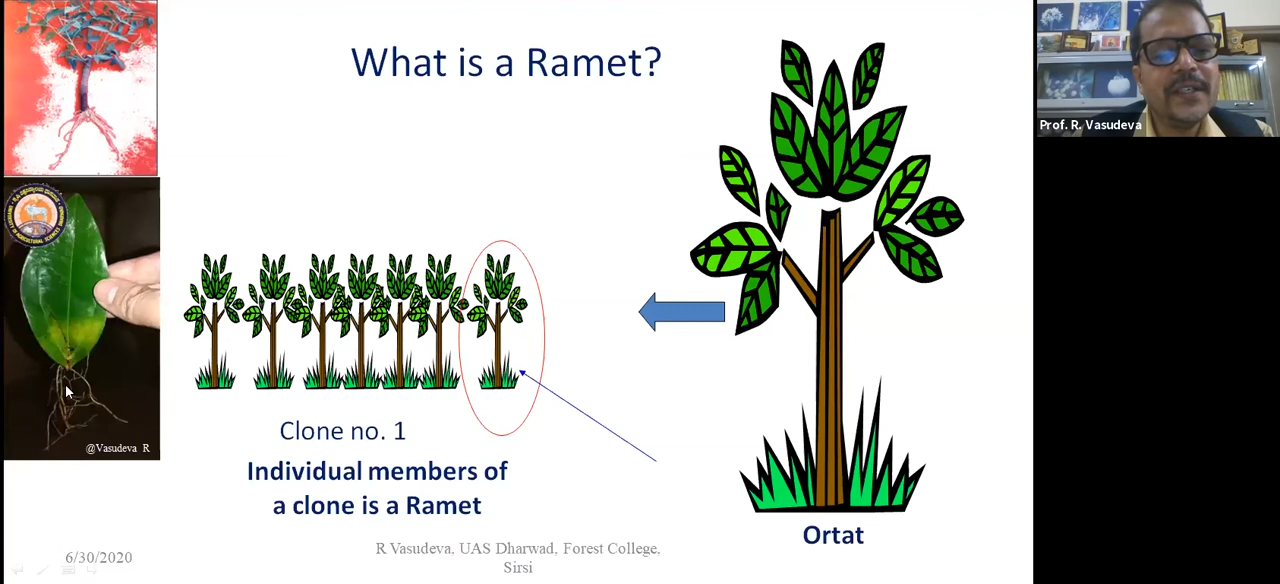 What is a Ramet?
Prof. R. Vasudeva
@Vasudeva R
Clone no. 1
Individual members of
a clone is a Ramet
Ortat
6/30/2020
R Vasudeva, UAS Dharwad, Forest College,
Sirsi